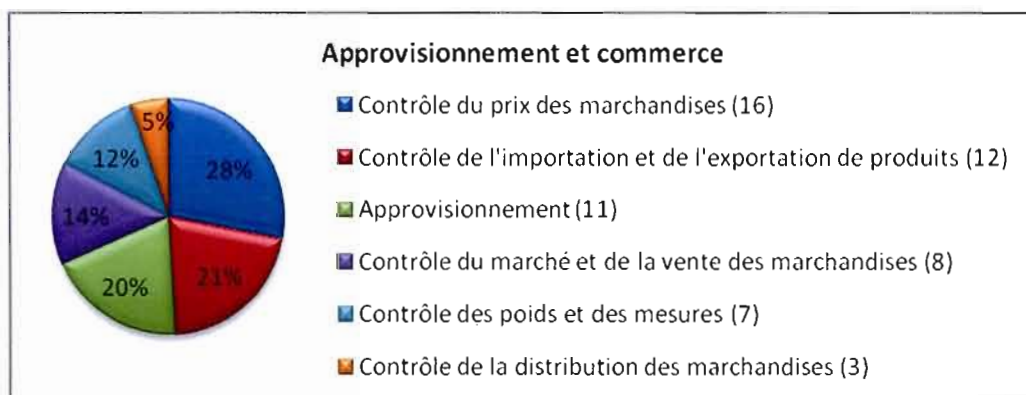 Approvisionnement et commerce
Contrôle du prix des marchandises (16)
Contrôle de l'importation et de l'exportation de produits (12)
Approvisionnement (11)
Contrôle du marché et de la vente des marchandises (8)
Contrôle des poids et des mesures (7)
Contrôle de la distribution des marchandises (3)
5%
12%
28%
14%
20%
21%